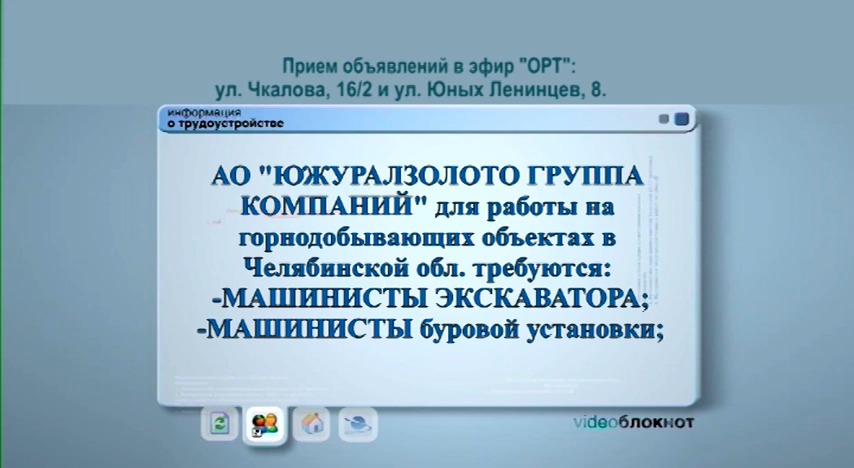 Прием объявлений в эфир "ОРТ":
ул. Чкалова, 16/2 и ул. Юных Ленинцев, 8.
информация
о трудоустройстве
АО "ЮЖУРАЛЗОЛОТО ГРУППА
КОМПАНИЙ" для работы на
горнодобывающих объектах в
Челябинской обл. требуются:
-МАШИНИСТЫ ЭКСКАВАТОРА;
-МАШИНИСТЫ буровой установки;
videoблокнот